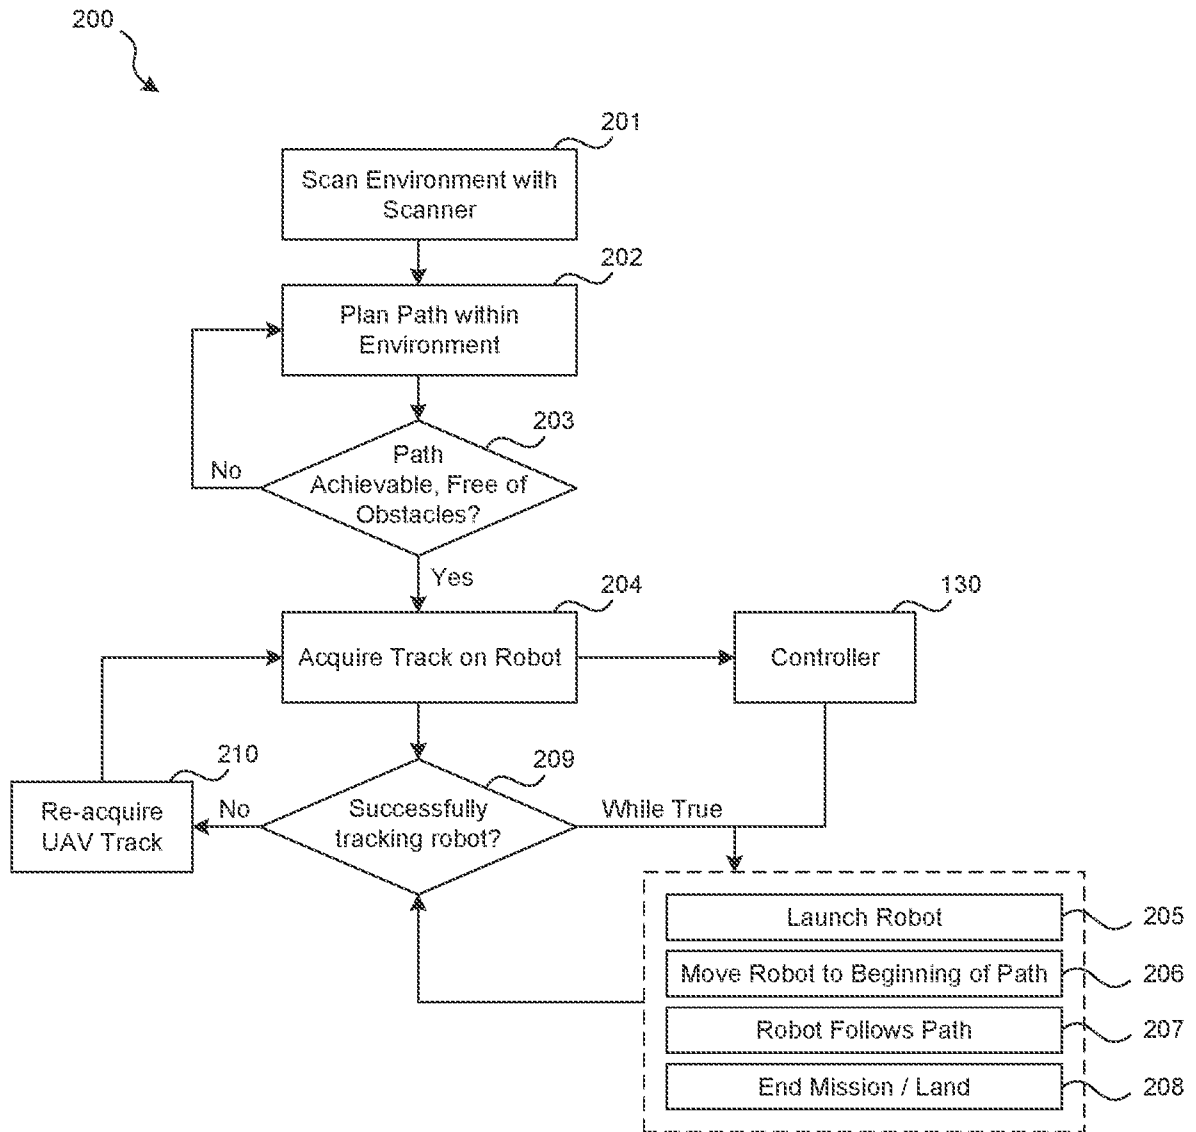 200
201
Scan Environment with
Scanner
202
Plan Path within
Environment
203
Path
Achievable, Free of
Obstacles?
No
Yes
204
Acquire Track on Robot
130
Controller
210
Re-acquire
UAV Track
No
209
Successfully
tracking robot?
While True
Launch Robot
205
Move Robot to Beginning of Path
206
Robot Follows Path
207
End Mission / Land
208